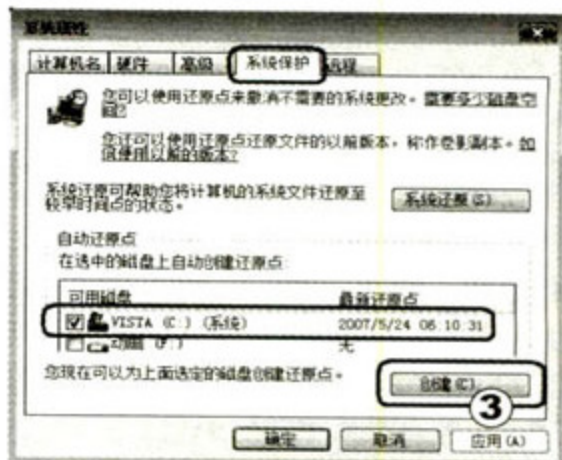 系统属性
计算机名 硬件 高级 系统保护 远程
您可以使用还原点来撤消不需要的系统更改。需要多少磁盘空
间?
您还可以使用还原点还原文件的以前版本，称作卷影副本。如
何使用以前的版本?
系统还原可帮助您将计算机的系统文件还原至
较早时间点的状态。
系统还原(S)...
自动还原点
在选中的磁盘上自动创建还原点:
可用磁盘 最新还原点
VISTA (C:) (系统) 2007/5/24 06:10:31
(F:) 无
您现在可以为上面选定的磁盘创建还原点。
创建(C)...
3
确定 取消 应用(A)